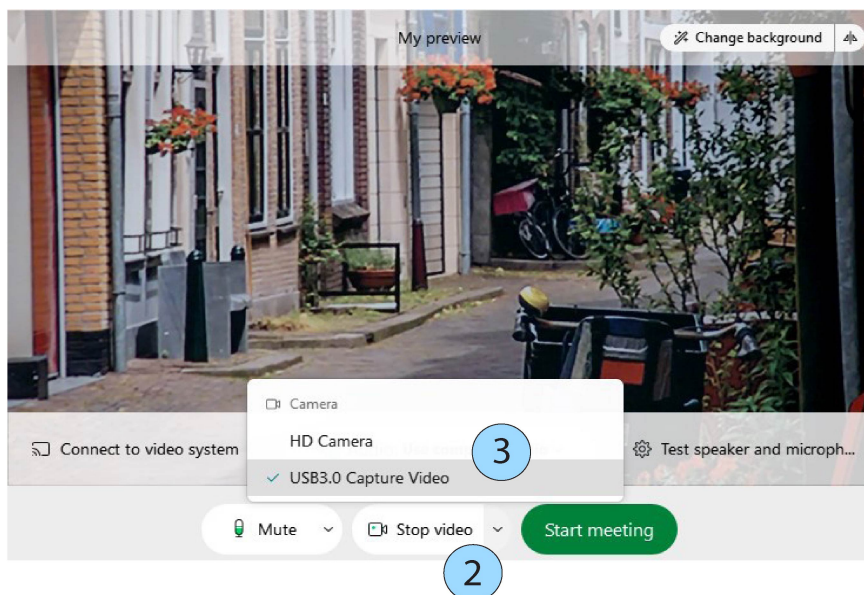 My preview
Change background
Camera
HD Camera
USB3.0 Capture Video
3
Connect to video system
Test speaker and microph...
Mute
Stop video
Start meeting
2